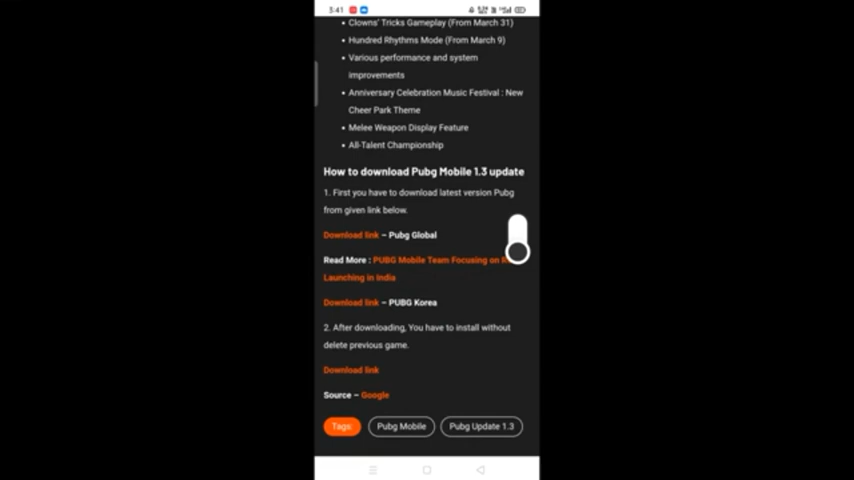 5:41
• Clowns' Tricks Gameplay (From March 31)
• Hundred Rhythms Mode (From March 9)
• Various performance and system
improvements
• Anniversary Celebration Music Festival : New
Cheer Park Theme
• Melee Weapon Display Feature
• All-Talent Championship
How to download Pubg Mobile 1.3 update
1. First you have to download latest version Pubg
from given link below.
Download link – Pubg Global
Read More : PUBG Mobile Team Focusing on
Launching in India
Download link – PUBG Korea
2. After downloading, You have to install without
delete previous game.
Download link
Source – Google
Tags:
Pubg Mobile
Pubg Update 1.3